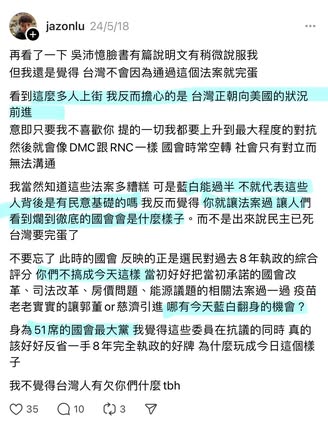 jazonlu 24/5/18
再看了一下 吳沛憶臉書有篇說明文有稍微說服我
但我還是覺得 台灣不會因為通過這個法案就完蛋
看到這麼多人上街 我反而擔心的是 台灣正朝向美國的狀況
前進
意即只要我不喜歡你 提的一切我都要上升到最大程度的對抗
然後就會像DMC跟RNC一樣 國會時常空轉 社會只有對立而
無法溝通
我當然知道這些法案多糟糕 可是藍白能過半 不就代表這些
人背後是有民意基礎的嗎 我反而覺得 你就讓法案過 讓人們
看到爛到徹底的國會會是什麼樣子。而不是出來說民主已死
台灣要完蛋了
不要忘了 此時的國會 反映的正是選民對過去8年執政的綜合
評分 你們不搞成今天這樣 當初好好把當初承諾的國會改
革、司法改革、房價問題、能源議題的相關法案過一過 疫苗
老老實實的讓郭董or慈濟引進 哪有今天藍白翻身的機會？
身為51席的國會最大黨 我覺得這些委員在抗議的同時 真的
該好好反省一手8年完全執政的好牌 為什麼玩成今日這個樣
子
我不覺得台灣人有欠你們什麼tbh
35 10 3